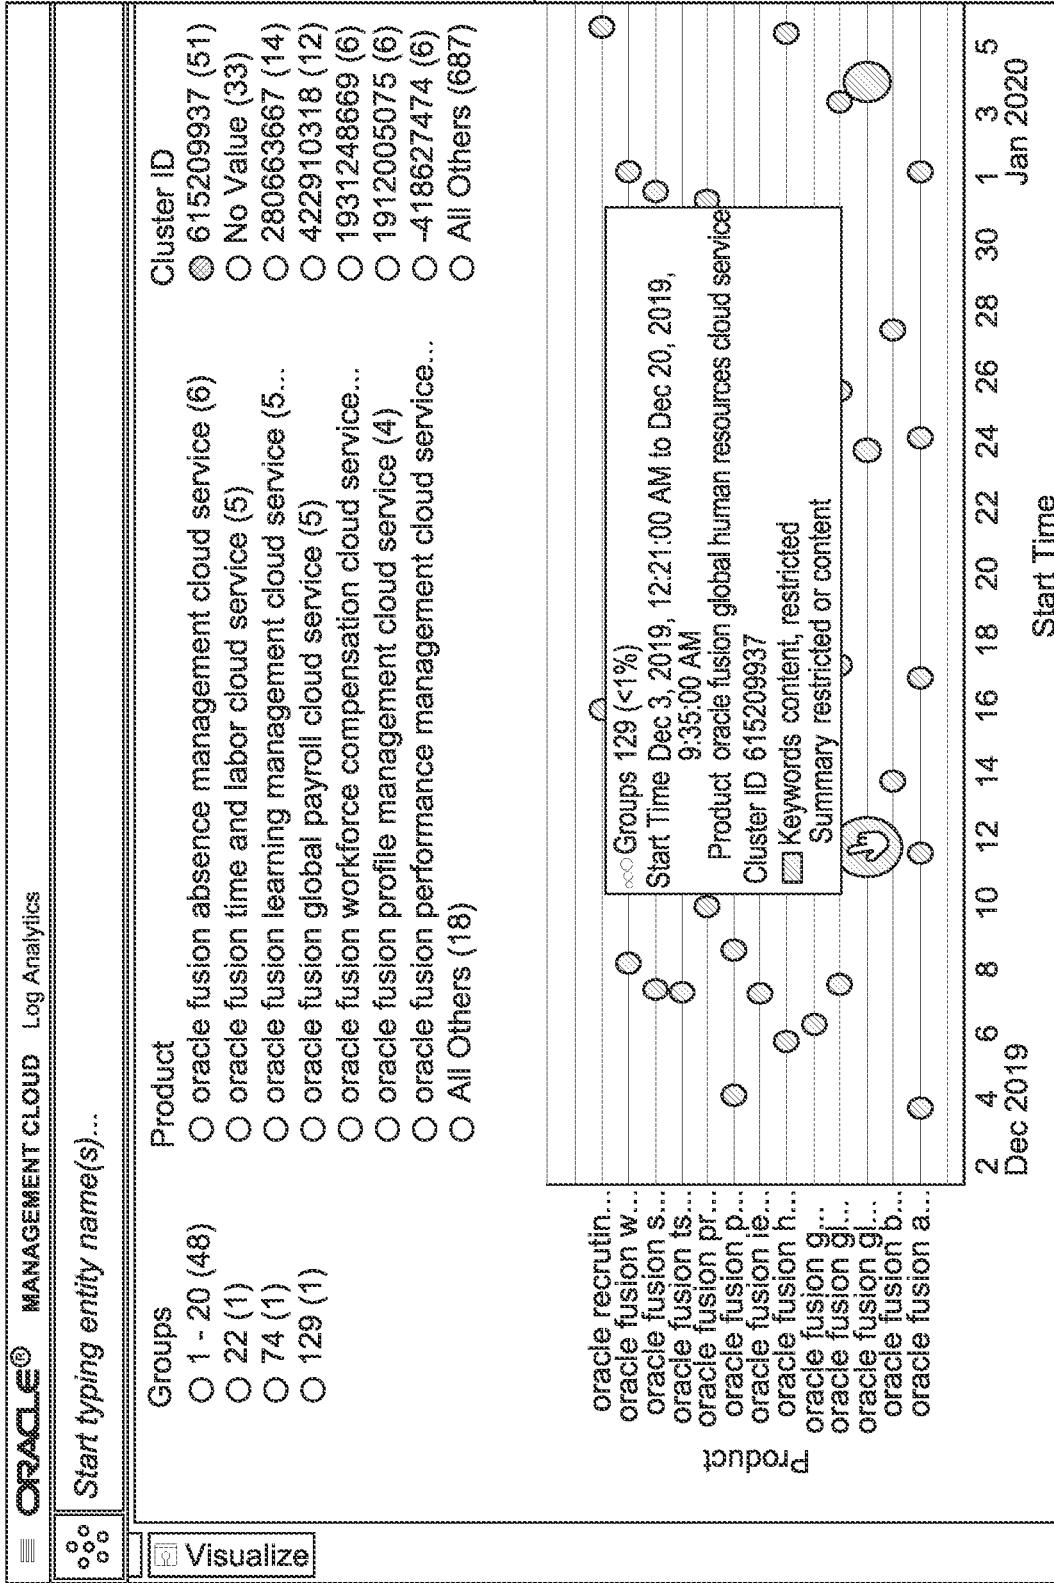 ORACLE® MANAGEMENT CLOUD Log Analytics
Start typing entity name(s)...
Visualize
Groups
1 - 20 (48)
22 (1)
74 (1)
129 (1)
Product
oracle fusion absence management cloud service (6)
oracle fusion time and labor cloud service (5)
oracle fusion learning management cloud service (5...
oracle fusion global payroll cloud service (5)
oracle fusion workforce compensation cloud service...
oracle fusion profile management cloud service (4)
oracle fusion performance management cloud service...
All Others (18)
Cluster ID
615209937 (51)
No Value (33)
280663667 (14)
422910318 (12)
1931248669 (6)
1912005075 (6)
-418627474 (6)
All Others (687)
Product
oracle recrutin...
oracle fusion w...
oracle fusion s...
oracle fusion ts...
oracle fusion pr...
oracle fusion p...
oracle fusion ie...
oracle fusion h...
oracle fusion g...
oracle fusion gl...
oracle fusion gl...
oracle fusion b...
oracle fusion a...
Groups 129 (<1%)
Start Time Dec 3, 2019, 12:21:00 AM to Dec 20, 2019,
9:35:00 AM
Product oracle fusion global human resources cloud service
Cluster ID 615209937
Keywords content, restricted
Summary restricted or content
2 4 6 8 10 12 14 16 18 20 22 24 26 28 30 1 3 5
Dec 2019 Jan 2020
Start Time